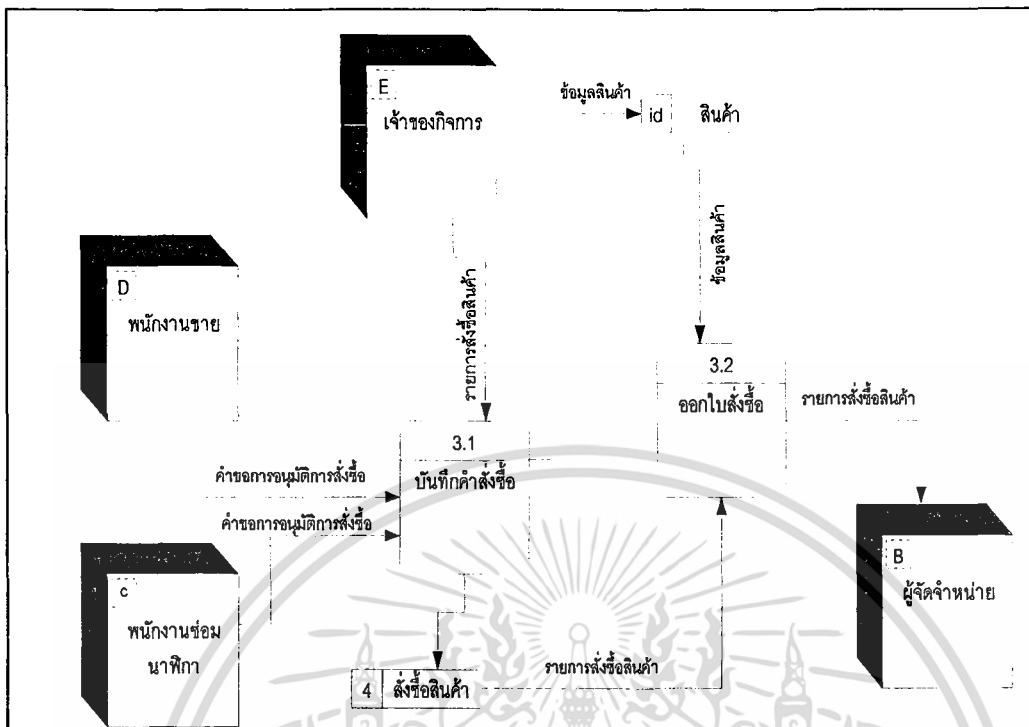 E
เจ้าของกิจการ
ข้อมูลสินค้า
id สินค้า
ข้อมูลสินค้า
รายการสั่งซื้อสินค้า
D
พนักงานขาย
3.2
ออกใบสั่งซื้อ
รายการสั่งซื้อสินค้า
3.1
บันทึกคำสั่งซื้อ
คำขอการอนุมัติการสั่งซื้อ
คำขอการอนุมัติการสั่งซื้อ
B
ผู้จัดจำหน่าย
c
พนักงานซ่อม
นาฬิกา
4 สั่งซื้อสินค้า
รายการสั่งซื้อสินค้า